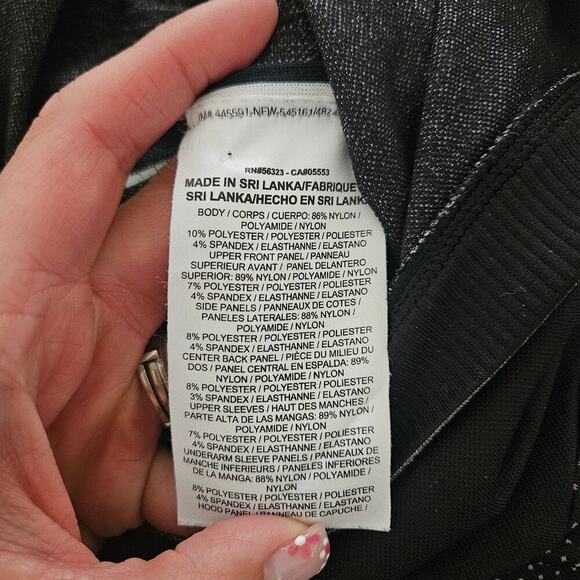 IM# 445591-NFW 545161/4824
RN#56323 - CA#05553
MADE IN SRI LANKA/FABRIQUE
SRI LANKA/HECHO EN SRI LANK
BODY / CORPS / CUERPO: 86% NYLON /
POLYAMIDE / NYLON
10% POLYESTER / POLYESTER / POLIESTER
4% SPANDEX / ELASTHANNE / ELASTANO
UPPER FRONT PANEL / PANNEAU
SUPERIEUR AVANT / PANEL DELANTERO
SUPERIOR: 89% NYLON / POLYAMIDE / NYLON
7% POLYESTER / POLYESTER / POLIESTER
4% SPANDEX / ELASTHANNE / ELASTANO
SIDE PANELS / PANNEAUX DE COTES /
PANELES LATERALES: 88% NYLON /
POLYAMIDE / NYLON
8% POLYESTER / POLYESTER / POLIESTER
4% SPANDEX / ELASTHANNE / ELASTANO
CENTER BACK PANEL / PIÈCE DU MILIEU DU
DOS / PANEL CENTRAL EN ESPALDA: 89%
NYLON / POLYAMIDE / NYLON
8% POLYESTER / POLYESTER / POLIESTER
3% SPANDEX / ELASTHANNE / ELASTANO
UPPER SLEEVES / HAUT DES MANCHES /
PARTE ALTA DE LAS MANGAS: 89% NYLON /
POLYAMIDE / NYLON
7% POLYESTER / POLYESTER / POLIESTER
4% SPANDEX / ELASTHANNE / ELASTANO
UNDERARM SLEEVE PANELS / PANNEAUX DE
MANCHE INFERIEURS / PANELES INFERIORES
DE LA MANGA: 88% NYLON / POLYAMIDE /
NYLON
8% POLYESTER / POLYESTER / POLIESTER
4% SPANDEX / ELASTHANNE / ELASTANO
HOOD PANEL / PANNEAU DE CAPUCHE /